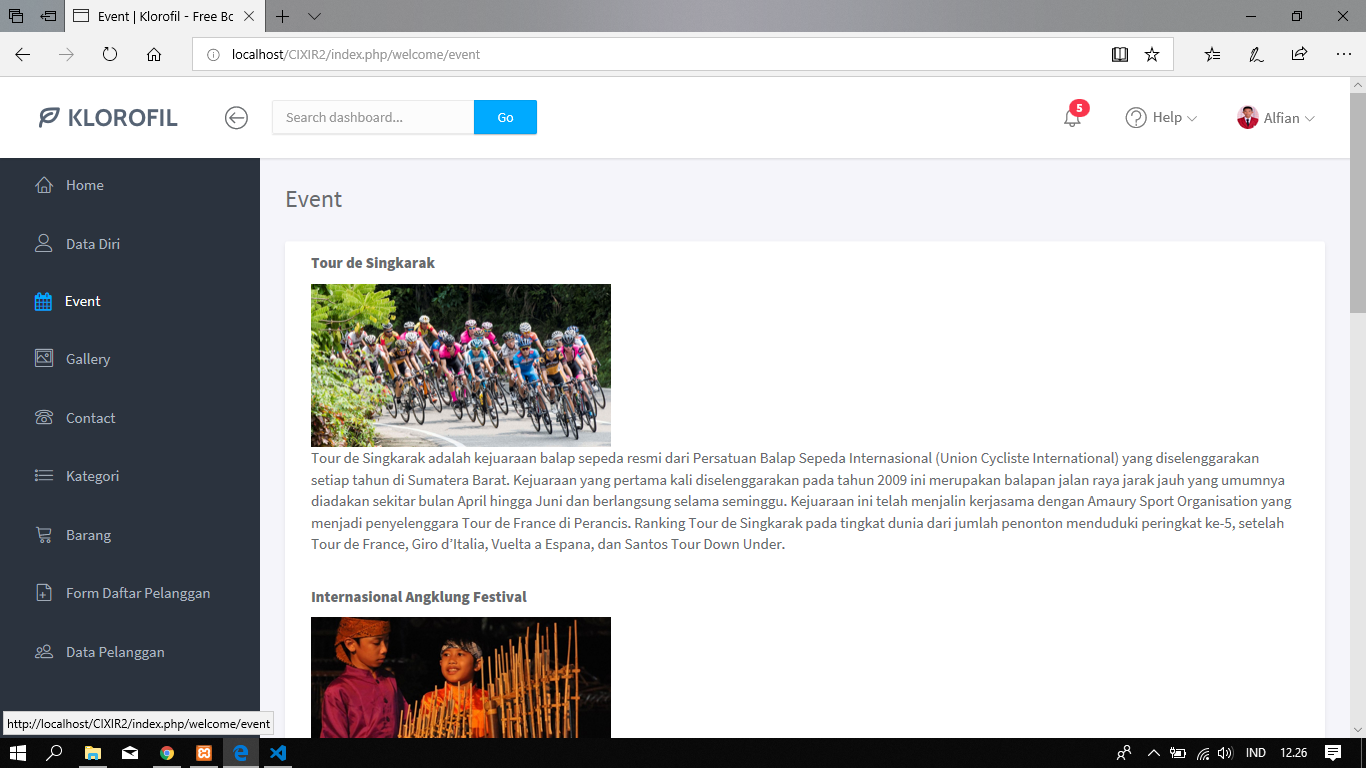 Event | Klorofil - Free Bc
localhost/CIXIR2/index.php/welcome/event
KLOROFIL
Search dashboard...
Go
5
Help
Alfian
Home
Data Diri
Event
Gallery
Contact
Kategori
Barang
Form Daftar Pelanggan
Data Pelanggan
Event
Tour de Singkarak
Tour de Singkarak adalah kejuaraan balap sepeda resmi dari Persatuan Balap Sepeda Internasional (Union Cycliste International) yang diselenggarakan
setiap tahun di Sumatera Barat. Kejuaraan yang pertama kali diselenggarakan pada tahun 2009 ini merupakan balapan jalan raya jarak jauh yang umumnya
diadakan sekitar bulan April hingga Juni dan berlangsung selama seminggu. Kejuaraan ini telah menjalin kerjasama dengan Amaury Sport Organisation yang
menjadi penyelenggara Tour de France di Perancis. Ranking Tour de Singkarak pada tingkat dunia dari jumlah penonton menduduki peringkat ke-5, setelah
Tour de France, Giro d’Italia, Vuelta a Espana, dan Santos Tour Down Under.
Internasional Angklung Festival
http://localhost/CIXIR2/index.php/welcome/event
IND
12.26